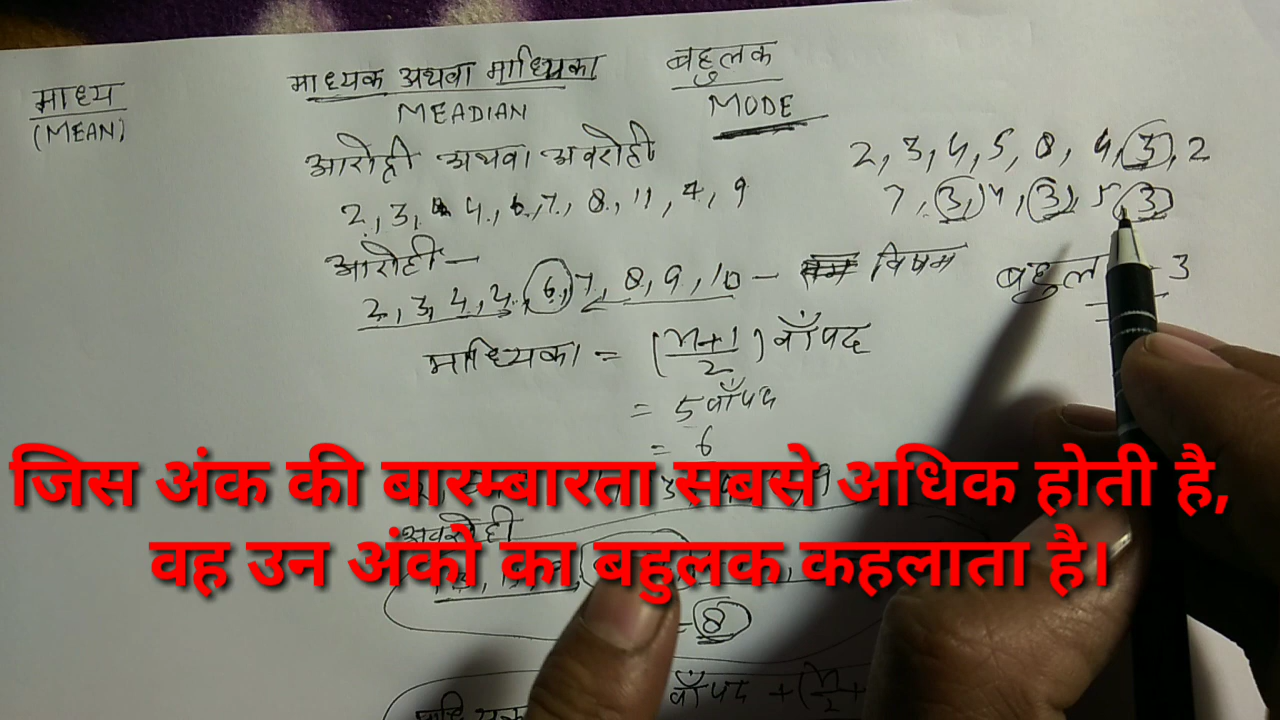 माध्य
(MEAN)
माध्यक अथवा माध्यिका
MEADIAN
आरोही अथवा अवरोही
2, 3, 4, 6, 7, 8, 11, 4, 9
आरोही -
2, 3, 4, 4, 6, 7, 8, 9, 10 - विषम
माध्यिका = (n+1/2) वाँ पद
= 5 वाँ पद
= 6
बहुलक
MODE
2, 3, 4, 5, 8, 4, 3, 2
7, 3, 4, 3, 5, 3
बहुल - 3
जिस अंक की बारम्बारता सबसे अधिक होती है,
वह उन अंको का बहुलक कहलाता है।
अवरोही
8
वाँ पद + (n/2 +